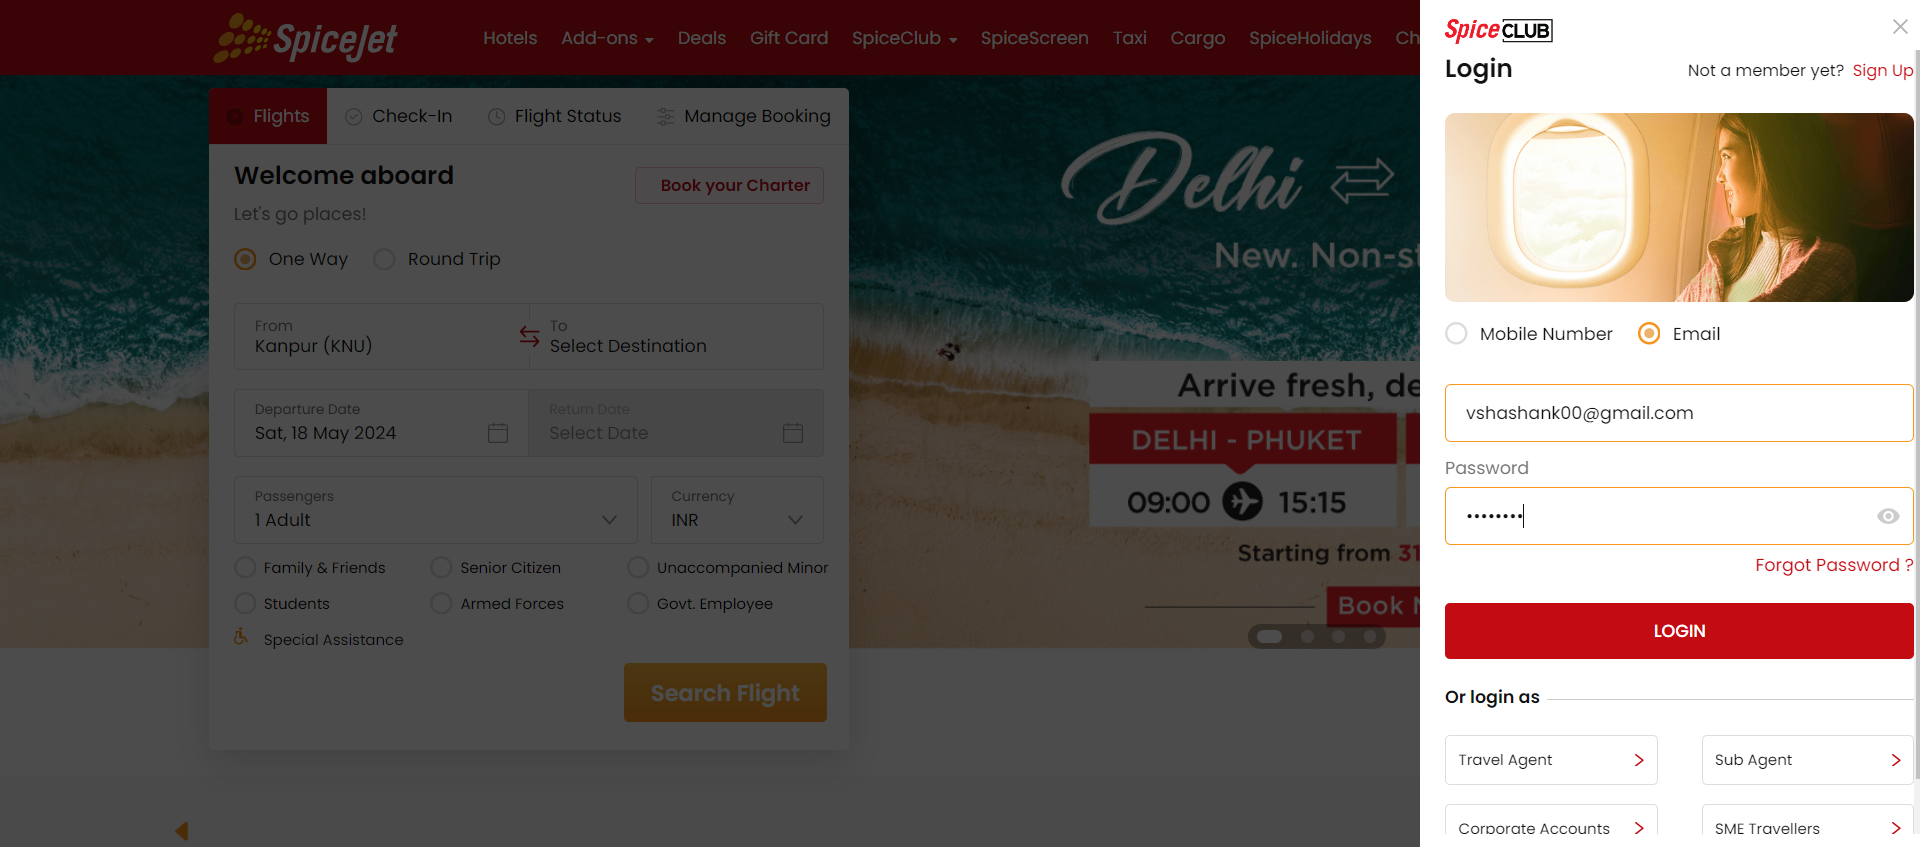 SpiceJet
Hotels Add-ons Deals Gift Card SpiceClub SpiceScreen Taxi Cargo SpiceHolidays Ch
Flights Check-In Flight Status Manage Booking
Welcome aboard
Book your Charter
Let's go places!
One Way Round Trip
From
Kanpur (KNU)
To
Select Destination
Departure Date
Sat, 18 May 2024
Return Date
Select Date
Passengers
1 Adult
Currency
INR
Family & Friends Senior Citizen Unaccompanied Minor
Students Armed Forces Govt. Employee
Special Assistance
Search Flight
Delhi
New. Non-st
Arrive fresh, de
DELHI - PHUKET
09:00 15:15
Starting from 31
Book N
SpiceCLUB
Login
Not a member yet? Sign Up
Mobile Number Email
vshashank00@gmail.com
Password
••••••••
Forgot Password ?
LOGIN
Or login as
Travel Agent Sub Agent
Corporate Accounts SME Travellers